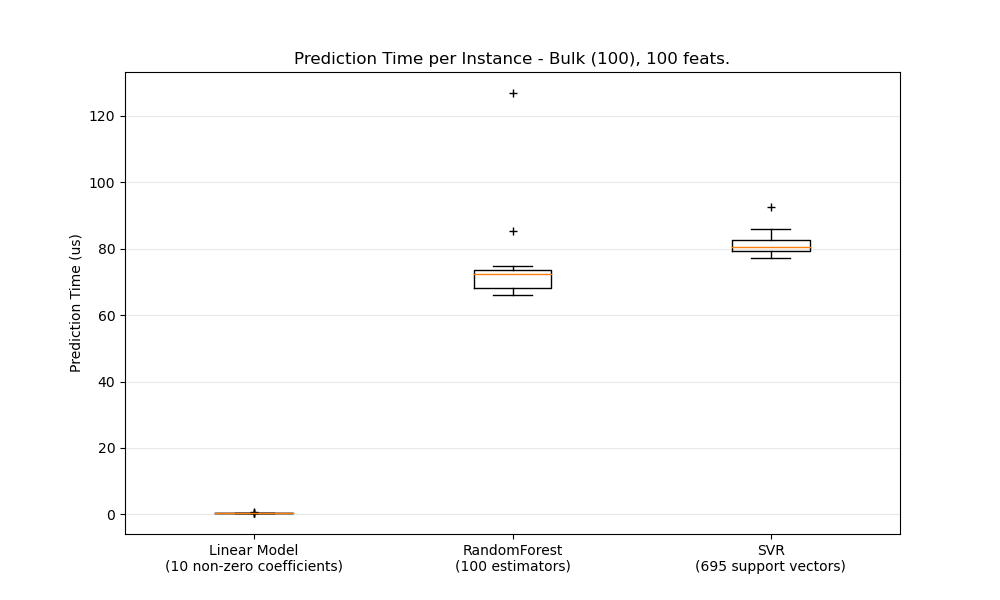 Prediction Time per Instance - Bulk (100), 100 feats.
Prediction Time (us)
120
100
80
60
40
20
0
Linear Model
(10 non-zero coefficients)
RandomForest
(100 estimators)
SVR
(695 support vectors)